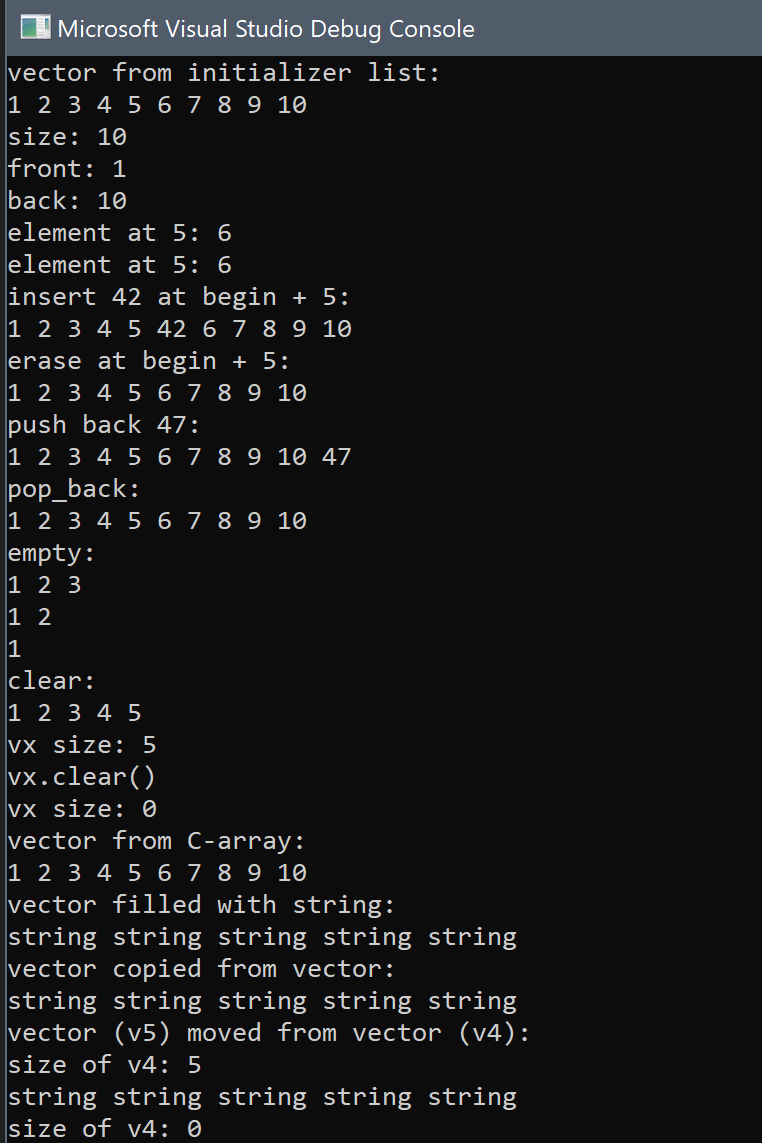 Microsoft Visual Studio Debug Console
vector from initializer list:
1 2 3 4 5 6 7 8 9 10
size: 10
front: 1
back: 10
element at 5: 6
element at 5: 6
insert 42 at begin + 5:
1 2 3 4 5 42 6 7 8 9 10
erase at begin + 5:
1 2 3 4 5 6 7 8 9 10
push back 47:
1 2 3 4 5 6 7 8 9 10 47
pop_back:
1 2 3 4 5 6 7 8 9 10
empty:
1 2 3
1 2
1
clear:
1 2 3 4 5
vx size: 5
vx.clear()
vx size: 0
vector from C-array:
1 2 3 4 5 6 7 8 9 10
vector filled with string:
string string string string string
vector copied from vector:
string string string string string
vector (v5) moved from vector (v4):
size of v4: 5
string string string string string
size of v4: 0